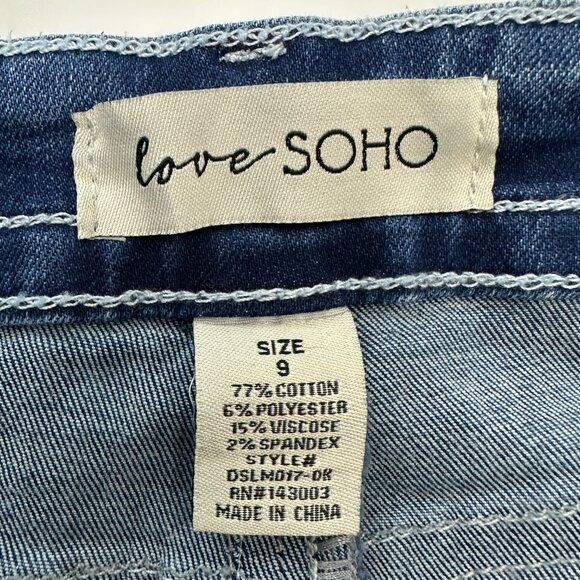 love SOHO
SIZE
9
77% COTTON
6% POLYESTER
15% VISCOSE
2% SPANDEX
STYLE#
DSLM017-DK
RN#143003
MADE IN CHINA